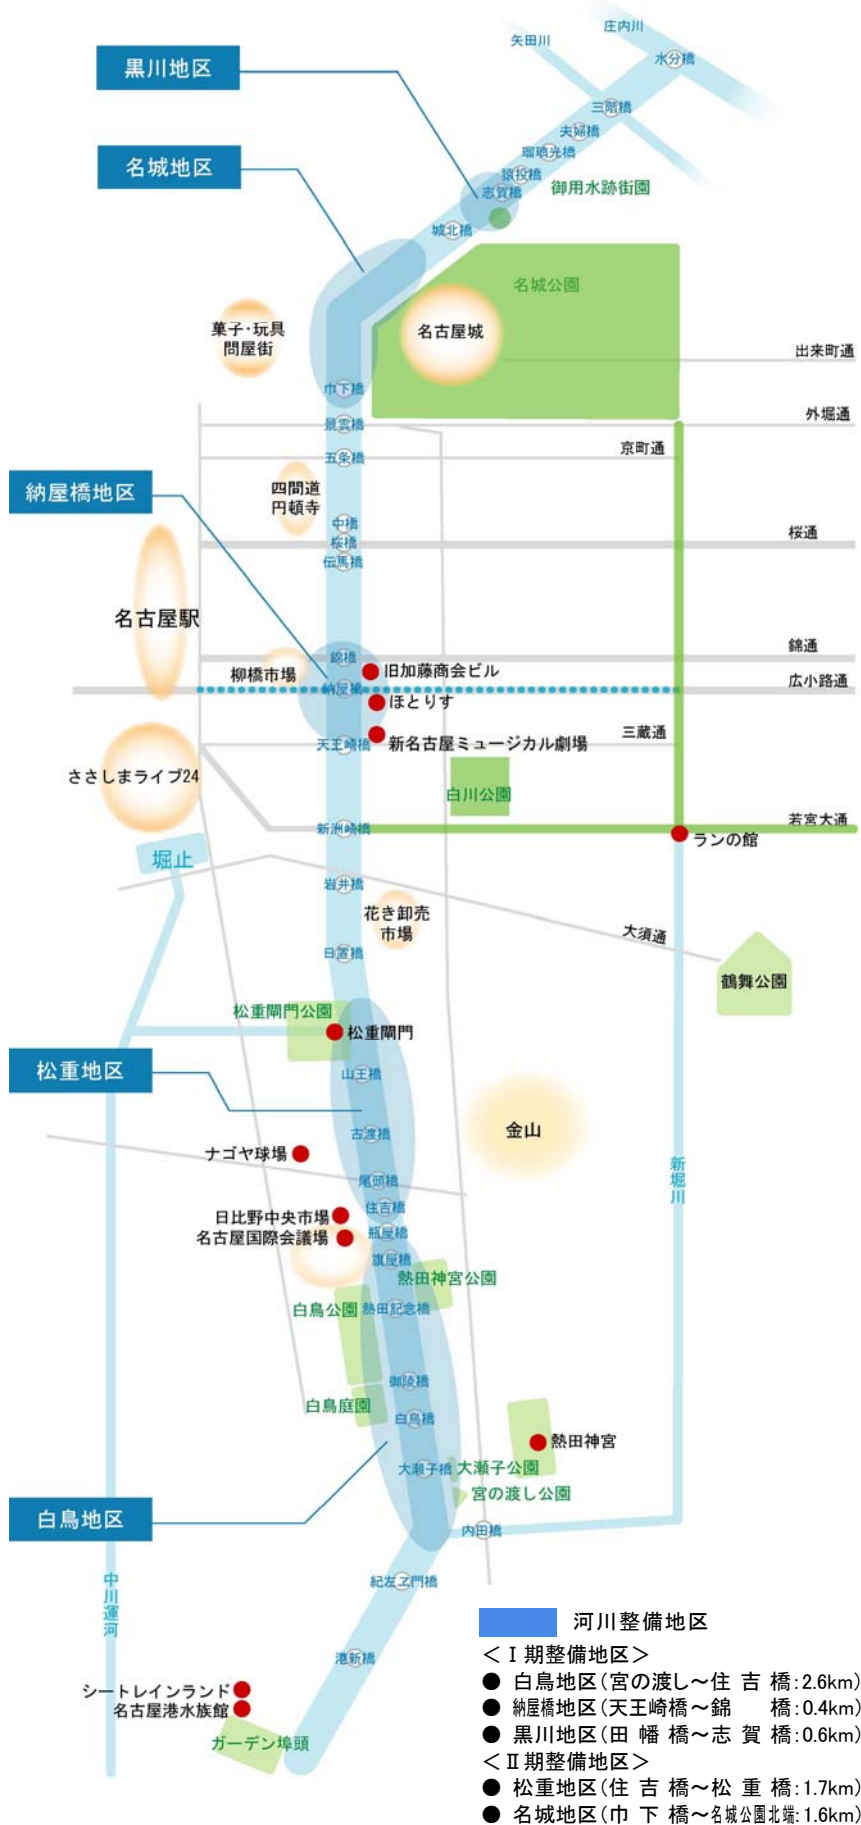 庄内川
矢田川
水分橋
黒川地区
三階橋
夫婦橋
瑠璃光橋
名城地区
猿投橋
志賀橋
御用水跡街園
城北橋
名城公園
菓子・玩具
問屋街
名古屋城
出来町通
巾下橋
外堀通
景雲橋
京町通
五条橋
納屋橋地区
四間道
円頓寺
中橋
桜通
桜橋
伝馬橋
名古屋駅
錦通
錦橋
柳橋市場
旧加藤商会ビル
広小路通
納屋橋
ほとりす
三蔵通
天王崎橋
新名古屋ミュージカル劇場
ささしまライブ24
白川公園
若宮大通
新洲崎橋
ランの館
堀止
岩井橋
花き卸売
市場
大須通
日置橋
鶴舞公園
松重閘門公園
松重閘門
松重地区
山王橋
金山
古渡橋
ナゴヤ球場
新堀川
尾頭橋
住吉橋
日比野中央市場
瓶屋橋
名古屋国際会議場
旗屋橋
熱田神宮公園
白鳥公園
熱田記念橋
御陵橋
白鳥庭園
白鳥橋
熱田神宮
大瀬子橋
大瀬子公園
宮の渡し公園
白鳥地区
内田橋
中川運河
紀左ヱ門橋
河川整備地区
<Ⅰ期整備地区>
港新橋
● 白鳥地区(宮の渡し～住吉橋:2.6km)
シートレインランド
● 納屋橋地区(天王崎橋～錦橋:0.4km)
名古屋港水族館
● 黒川地区(田幡橋～志賀橋:0.6km)
ガーデン埠頭
<Ⅱ期整備地区>
● 松重地区(住吉橋～松重橋:1.7km)
● 名城地区(巾下橋～名城公園北端:1.6km)